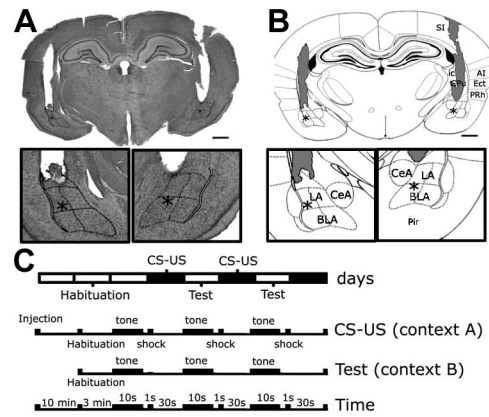 A
B
SI
ic CPu
AI
Ect
PRh
*
*
*
*
CeA LA
BLA
Pir
LA CeA
BLA
*
*
C
CS-US CS-US
days
Habituation Test Test
Injection tone tone tone
CS-US (context A)
Habituation shock shock shock
tone tone tone
Test (context B)
Habituation
10 min 3 min 10s 1s 30s 10s 1s 30s 10s 1s 30s
Time